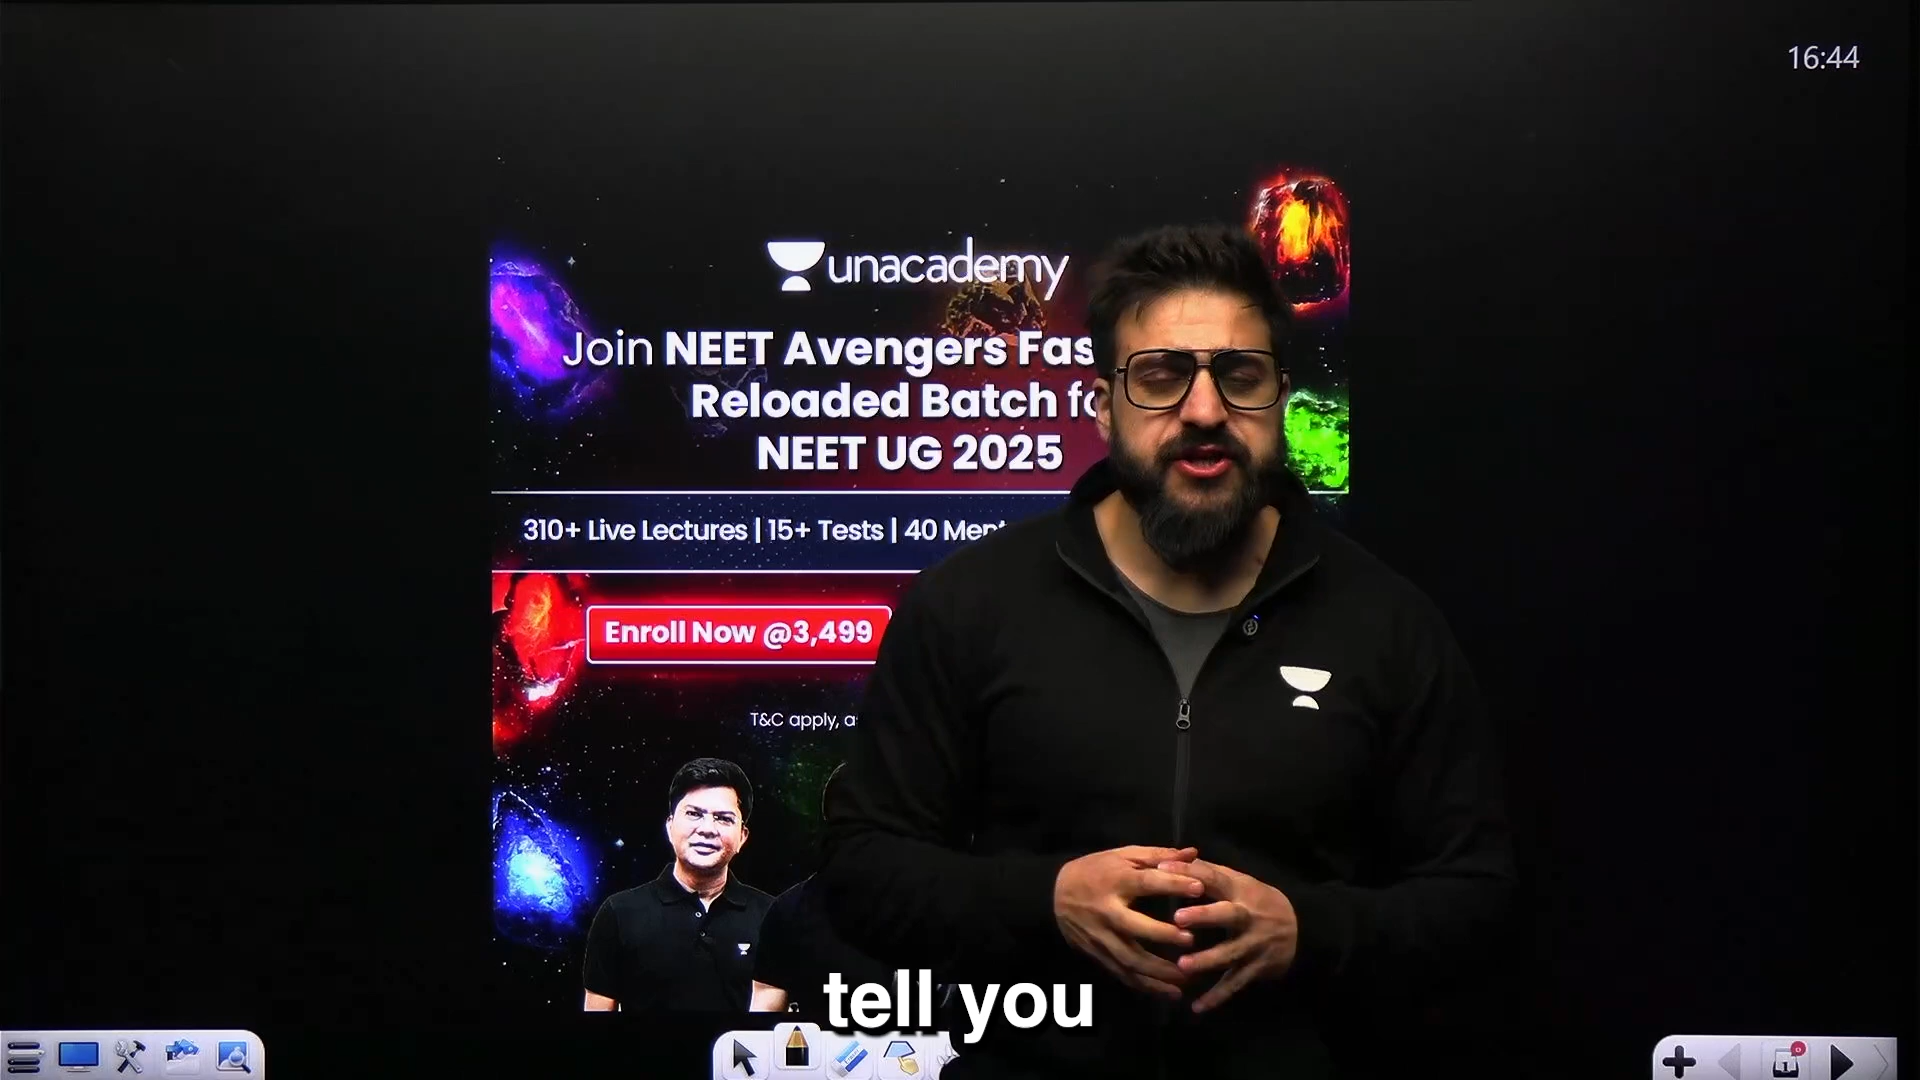 16:44
unacademy
Join NEET Avengers Fas
Reloaded Batch fo
NEET UG 2025
310+ Live Lectures | 15+ Tests | 40 Ment
Enroll Now @3,499
T&C apply, a
tell you